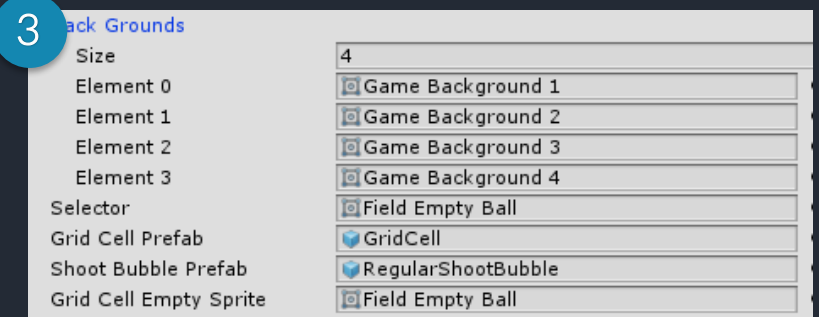 3
ack Grounds
Size 4
Element 0 Game Background 1
Element 1 Game Background 2
Element 2 Game Background 3
Element 3 Game Background 4
Selector Field Empty Ball
Grid Cell Prefab GridCell
Shoot Bubble Prefab RegularShootBubble
Grid Cell Empty Sprite Field Empty Ball